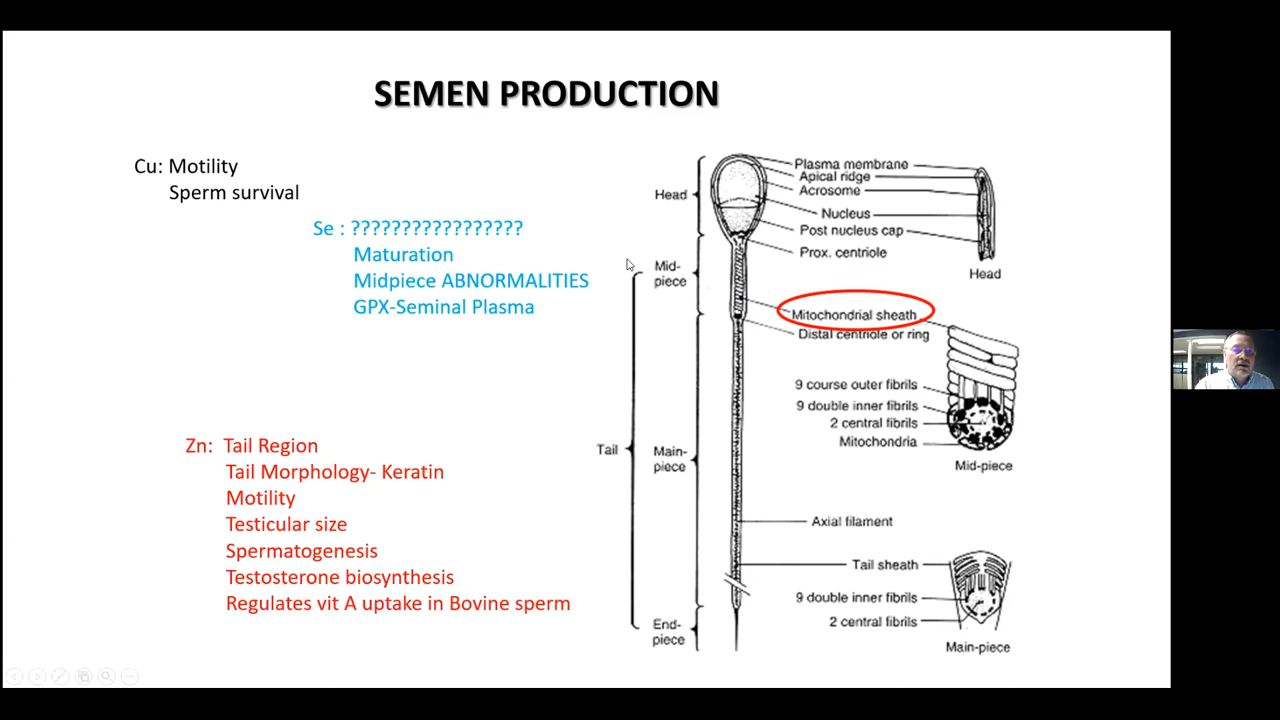 SEMEN PRODUCTION
Cu: Motility
Sperm survival
Se : ?????????????????
Maturation
Midpiece ABNORMALITIES
GPX-Seminal Plasma
Zn: Tail Region
Tail Morphology- Keratin
Motility
Testicular size
Spermatogenesis
Testosterone biosynthesis
Regulates vit A uptake in Bovine sperm
Head
Mid-
piece
Tail
Main-
piece
End-
piece
Plasma membrane
Apical ridge
Acrosome
Nucleus
Post nucleus cap
Prox. centriole
Head
Mitochondrial sheath
Distal centriole or ring
9 course outer fibrils
9 double inner fibrils
2 central fibrils
Mitochondria
Mid-piece
Axial filament
Tail sheath
9 double inner fibrils
2 central fibrils
Main-piece